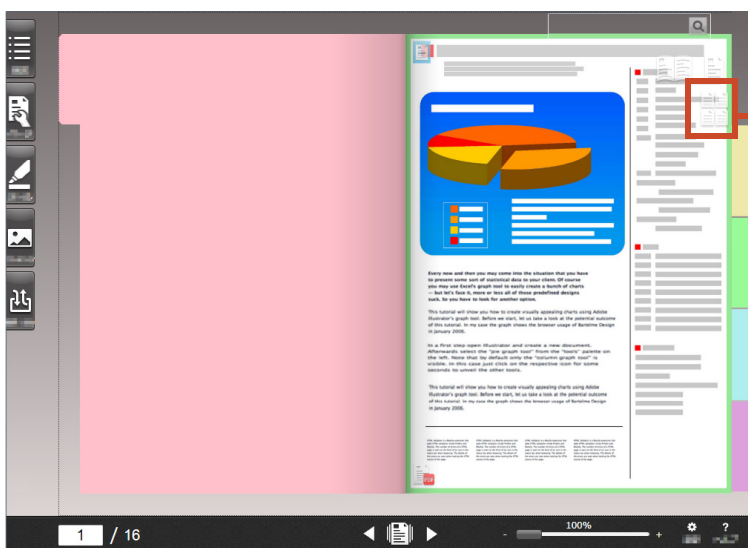 Every now and then you may come into the situation that you have
to present some sort of statistical data to your client. Of course
you may use Excel's graph tool to easily create a bunch of charts
— but let's face it, more or less all of those predefined designs
suck. So you have to look for another option.
This tutorial will show you how to create visually appealing charts using Adobe
Illustrator's graph tool. Before we start, let us take a look at the potential outcome
of this tutorial. In my case the graph shows the browser usage of Barteline Design
in January 2008.
In a first step open Illustrator and create a new document.
Afterwards select the "pie graph tool" from the "tools" palette on
the left. Note that by default only the "column graph tool" is
visible. In this case just click on the respective icon for some
seconds to unveil the other tools.
This tutorial will show you how to create visually appealing charts using Adobe
Illustrator's graph tool. Before we start, let us take a look at the potential outcome
of this tutorial. In my case the graph shows the browser usage of Barteline Design
in January 2008.
PDF
1 / 16
- 100% +
?